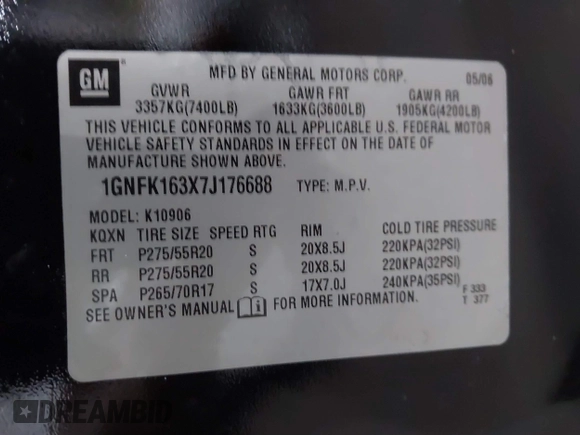 GM
MFD BY GENERAL MOTORS CORP. 05/06
GVWR GAWR FRT GAWR RR
3357KG(7400LB) 1633KG(3600LB) 1905KG(4200LB)
THIS VEHICLE CONFORMS TO ALL APPLICABLE U.S. FEDERAL MOTOR
VEHICLE SAFETY STANDARDS IN EFFECT ON THE DATE OF
MANUFACTURE SHOWN ABOVE.
1GNFK163X7J176688 TYPE: M.P.V.
MODEL: K10906
KQXN TIRE SIZE SPEED RTG RIM COLD TIRE PRESSURE
FRT P275/55R20 S 20X8.5J 220KPA(32PSI)
RR P275/55R20 S 20X8.5J 220KPA(32PSI)
SPA P265/70R17 S 17X7.0J 240KPA(35PSI)
SEE OWNER'S MANUAL FOR MORE INFORMATION. F 333
T 377
DREAMBID